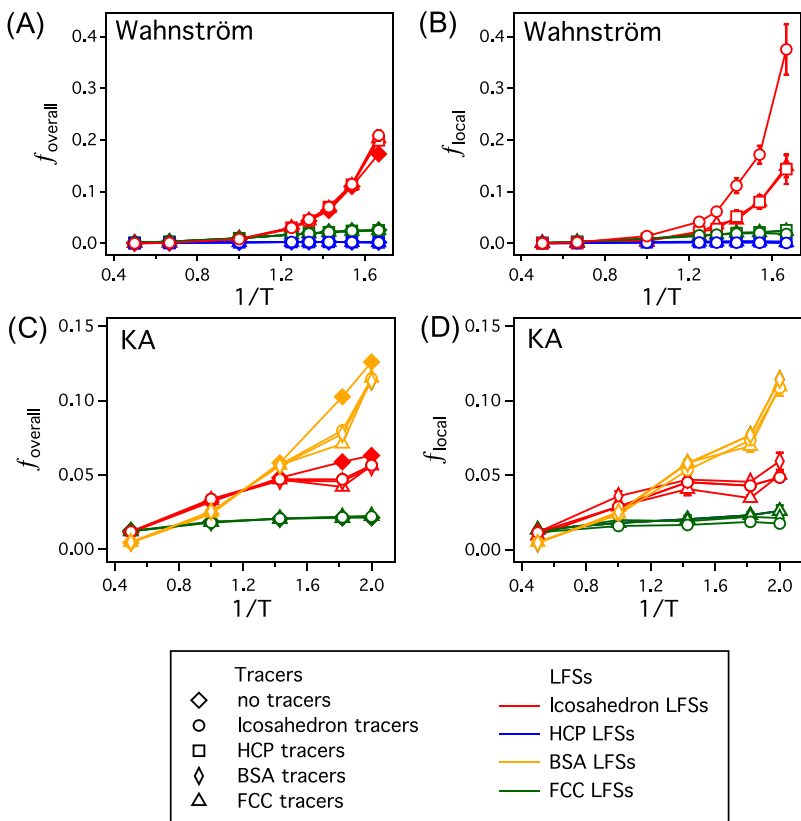 (A)
Wahnström
0.4
0.3
0.2
0.1
0.0
f overall
0.4 0.8 1.2 1.6
1/T
(B)
Wahnström
0.4
0.3
0.2
0.1
0.0
f local
0.4 0.8 1.2 1.6
1/T
(C)
KA
0.15
0.10
0.05
0.00
f overall
0.4 0.8 1.2 1.6 2.0
1/T
(D)
KA
0.15
0.10
0.05
0.00
f local
0.4 0.8 1.2 1.6 2.0
1/T
Tracers
no tracers
Icosahedron tracers
HCP tracers
BSA tracers
FCC tracers
LFSs
Icosahedron LFSs
HCP LFSs
BSA LFSs
FCC LFSs